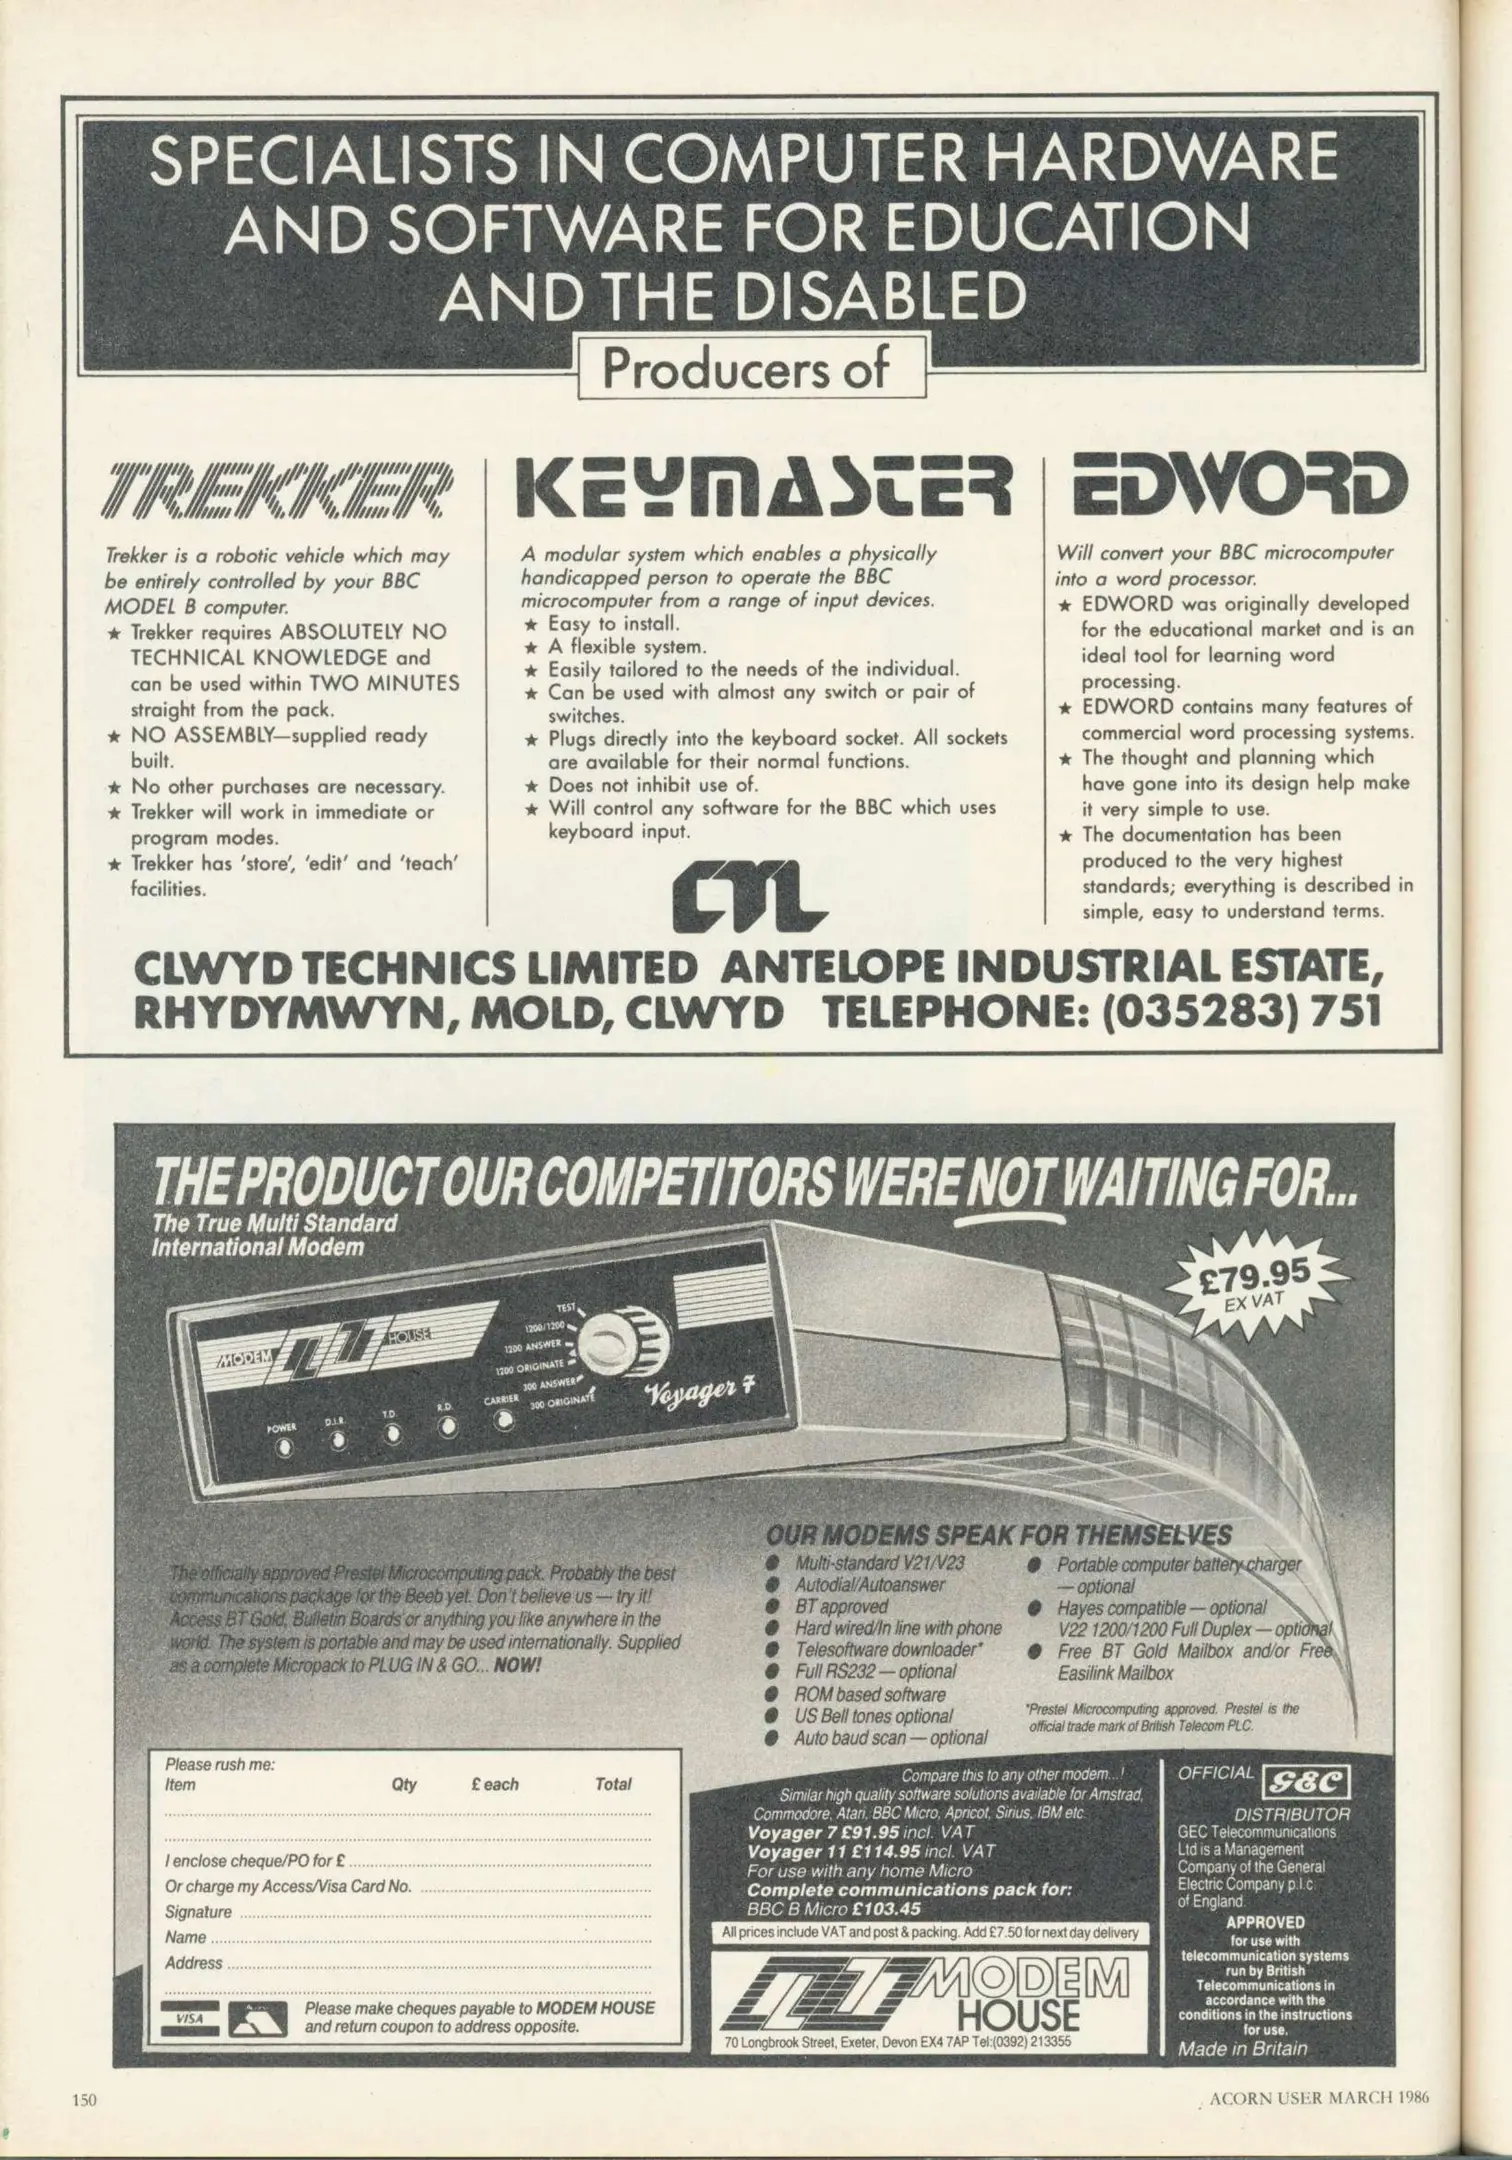 SPECIALISTS IN COMPUTER HARDWARE
AND SOFTWARE FOR EDUCATION
AND THE DISABLED
Producers of
TREKKER
Trekker is a robotic vehicle which may
be entirely controlled by your BBC
MODEL B computer.
★ Trekker requires ABSOLUTELY NO
TECHNICAL KNOWLEDGE and
can be used within TWO MINUTES
straight from the pack.
★ NO ASSEMBLY—supplied ready
built.
★ No other purchases are necessary.
★ Trekker will work in immediate or
program modes.
★ Trekker has 'store', 'edit' and 'teach'
facilities.
KEYMASTER
A modular system which enables a physically
handicapped person to operate the BBC
microcomputer from a range of input devices.
★ Easy to install.
★ A flexible system.
★ Easily tailored to the needs of the individual.
★ Can be used with almost any switch or pair of
switches.
★ Plugs directly into the keyboard socket. All sockets
are available for their normal functions.
★ Does not inhibit use of.
★ Will control any software for the BBC which uses
keyboard input.
EDWORD
Will convert your BBC microcomputer
into a word processor.
★ EDWORD was originally developed
for the educational market and is an
ideal tool for learning word
processing.
★ EDWORD contains many features of
commercial word processing systems.
★ The thought and planning which
have gone into its design help make
it very simple to use.
★ The documentation has been
produced to the very highest
standards; everything is described in
simple, easy to understand terms.
CTL
CLWYD TECHNICS LIMITED ANTELOPE INDUSTRIAL ESTATE,
RHYDYMWYN, MOLD, CLWYD TELEPHONE: (035283) 751
THE PRODUCT OUR COMPETITORS WERE NOT WAITING FOR...
The True Multi Standard
International Modem
£79.95
EX VAT
MODEM HOUSE
TEST
1200/1200
1200 ANSWER
1200 ORIGINATE
300 ANSWER
300 ORIGINATE
Voyager 7
POWER D.I.R. T.D. R.D. CARRIER
The officially approved Prestel Microcomputing pack. Probably the best
communications package for the Beeb yet. Don't believe us — try it!
Access BT Gold, Bulletin Boards or anything you like anywhere in the
world. The system is portable and may be used internationally. Supplied
as a complete Micropack to PLUG IN & GO... NOW!
OUR MODEMS SPEAK FOR THEMSELVES
● Multi-standard V21/V23
● Autodial/Autoanswer
● BT approved
● Hard wired/In line with phone
● Telesoftware downloader*
● Full RS232 — optional
● ROM based software
● US Bell tones optional
● Auto baud scan — optional
● Portable computer battery charger
— optional
● Hayes compatible — optional
V22 1200/1200 Full Duplex — optional
● Free BT Gold Mailbox and/or Free
Easilink Mailbox
*Prestel Microcomputing approved. Prestel is the
official trade mark of British Telecom PLC.
Please rush me:
Item Qty £ each Total
I enclose cheque/PO for £
Or charge my Access/Visa Card No.
Signature
Name
Address
VISA
Please make cheques payable to MODEM HOUSE
and return coupon to address opposite.
Compare this to any other modem...!
Similar high quality software solutions available for Amstrad,
Commodore, Atari, BBC Micro, Apricot, Sirius, IBM etc.
Voyager 7 £91.95 incl. VAT
Voyager 11 £114.95 incl. VAT
For use with any home Micro
Complete communications pack for:
BBC B Micro £103.45
All prices include VAT and post & packing. Add £7.50 for next day delivery
MODEM
HOUSE
70 Longbrook Street, Exeter, Devon EX4 7AP Tel:(0392) 213355
OFFICIAL GEC
DISTRIBUTOR
GEC Telecommunications
Ltd is a Management
Company of the General
Electric Company p.l.c.
of England.
APPROVED
for use with
telecommunication systems
run by British
Telecommunications in
accordance with the
conditions in the instructions
for use.
Made in Britain
150
ACORN USER MARCH 1986